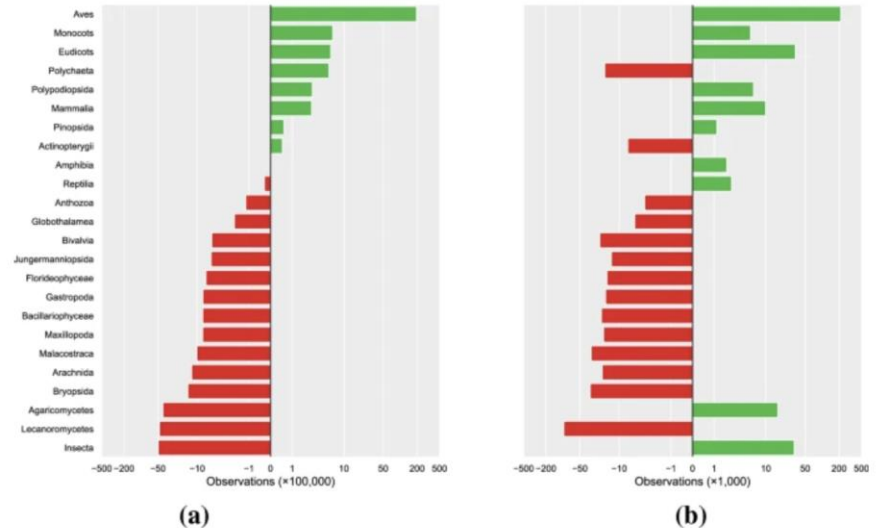 Aves
Monocots
Eudicots
Polychaeta
Polypodiopsida
Mammalia
Pinopsida
Actinopterygii
Amphibia
Reptilia
Anthozoa
Globothalamea
Bivalvia
Jungermanniopsida
Florideophyceae
Gastropoda
Bacillariophyceae
Maxillopoda
Malacostraca
Arachnida
Bryopsida
Agaricomycetes
Lecanoromycetes
Insecta
-500 -200 -50 -10 -1 0 1 10 50 200 500
Observations (×100,000)
(a)
-500 -200 -50 -10 -1 0 1 10 50 200 500
Observations (×1,000)
(b)